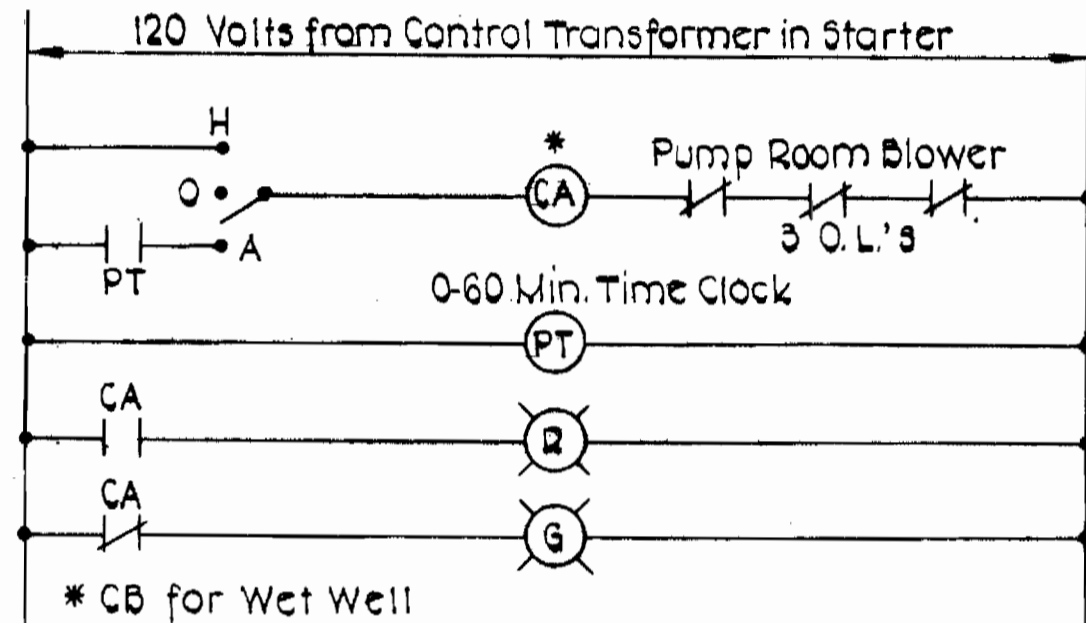 120 Volts from Control Transformer in Starter
H
*
Pump Room Blower
O
CA
A
3 O.L.'s
PT
0-60 Min. Time Clock
PT
CA
R
CA
G
* CB for Wet Well